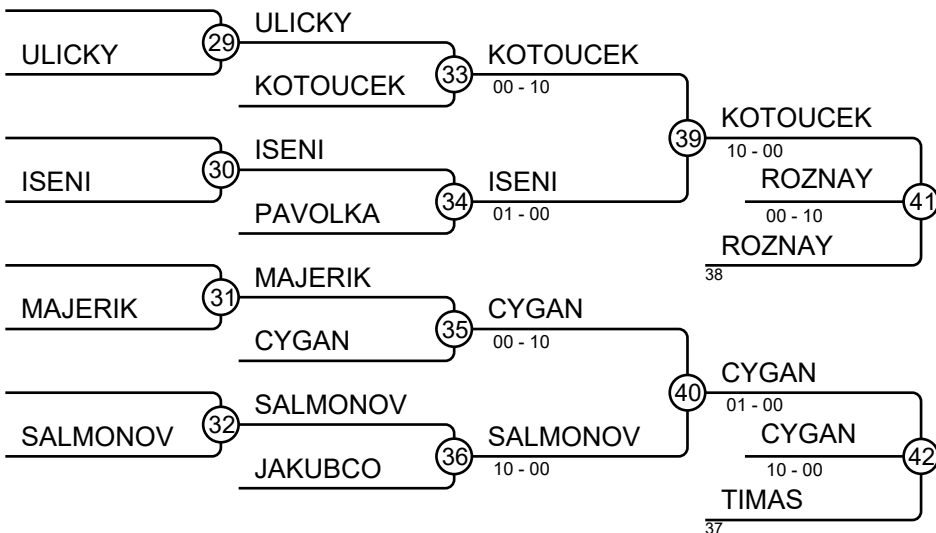 ULICKY
29
ULICKY
KOTOUCEK
33
KOTOUCEK
00 - 10
ISENI
30
ISENI
PAVOLKA
34
ISENI
01 - 00
39
KOTOUCEK
10 - 00
ROZNAY
00 - 10
41
ROZNAY
38
MAJERIK
31
MAJERIK
CYGAN
35
CYGAN
00 - 10
SALMONOV
32
SALMONOV
JAKUBCO
36
SALMONOV
10 - 00
40
CYGAN
01 - 00
CYGAN
10 - 00
42
TIMAS
37